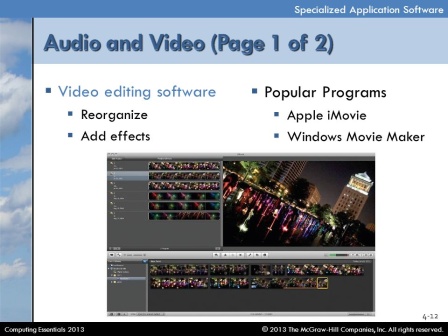 Specialized Application Software
Audio and Video (Page 1 of 2)
Video editing software
Reorganize
Add effects
Popular Programs
Apple iMovie
Windows Movie Maker
4-12
Computing Essentials 2013
© 2013 The McGraw-Hill Companies, Inc. All rights reserved.